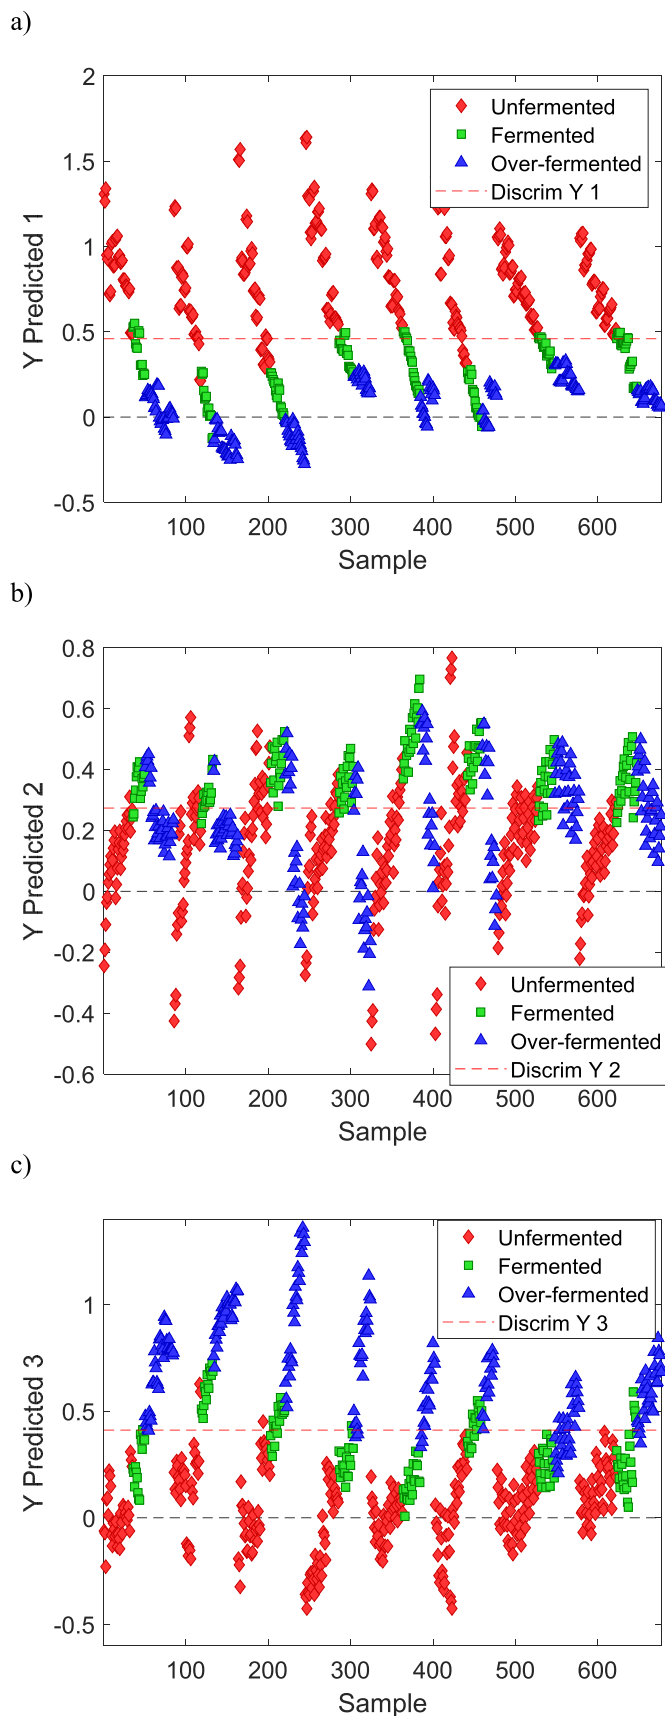 a)
2
1.5
1
0.5
0
-0.5
Y Predicted 1
Unfermented
Fermented
Over-fermented
Discrim Y 1
100 200 300 400 500 600
Sample
b)
0.8
0.6
0.4
0.2
0
-0.2
-0.4
-0.6
Y Predicted 2
Unfermented
Fermented
Over-fermented
Discrim Y 2
100 200 300 400 500 600
Sample
c)
1
0.5
0
-0.5
Y Predicted 3
Unfermented
Fermented
Over-fermented
Discrim Y 3
100 200 300 400 500 600
Sample